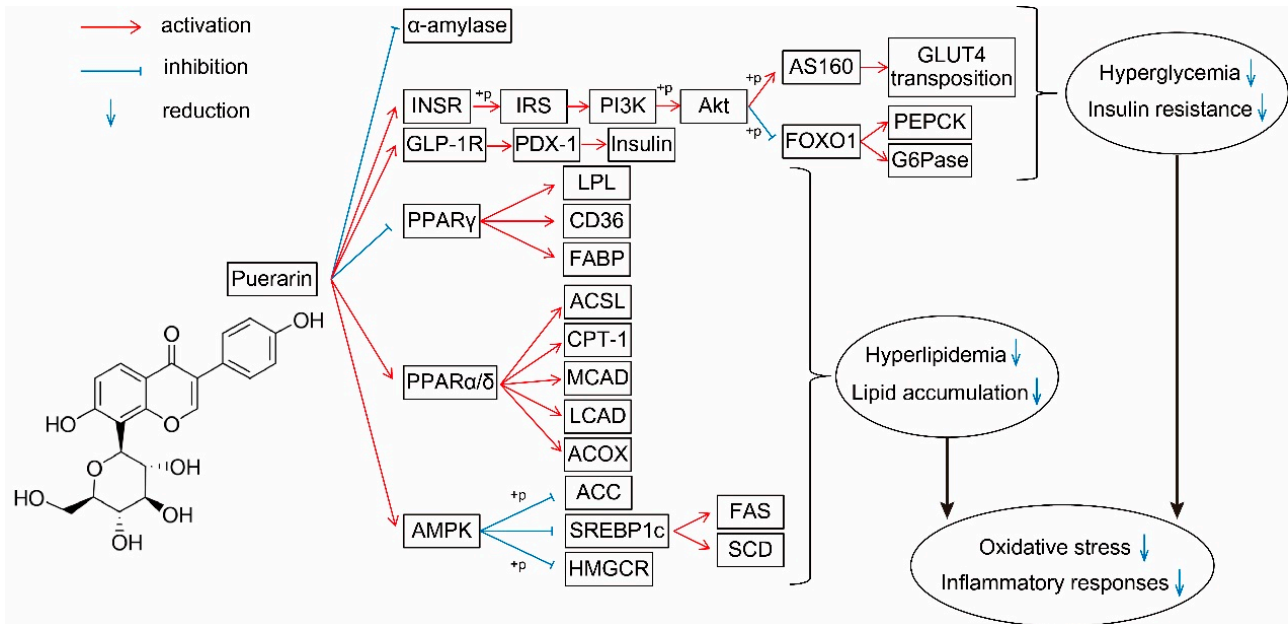 activation
inhibition
reduction
α-amylase
INSR
+p
IRS
PI3K
+p
Akt
+p
AS160
GLUT4
transposition
+p
FOXO1
PEPCK
G6Pase
GLP-1R
PDX-1
Insulin
Hyperglycemia
Insulin resistance
PPARγ
LPL
CD36
FABP
Puerarin
PPARα/δ
ACSL
CPT-1
MCAD
LCAD
ACOX
Hyperlipidemia
Lipid accumulation
AMPK
+p
ACC
SREBP1c
+p
HMGCR
FAS
SCD
Oxidative stress
Inflammatory responses
O
OH
HO
O
O
OH
HO
OH
OH